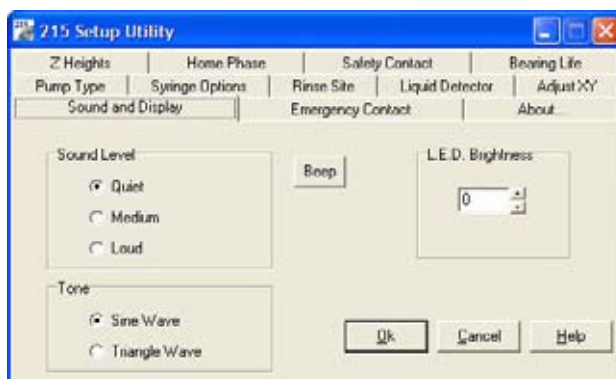 215 Setup Utility
Z Heights Home Phase Safety Contact Bearing Life
Pump Type Syringe Options Rinse Site Liquid Detector Adjust XY
Sound and Display Emergency Contact About...
Sound Level
Quiet
Medium
Loud
Beep
L.E.D. Brightness
0
Tone
Sine Wave
Triangle Wave
Ok Cancel Help